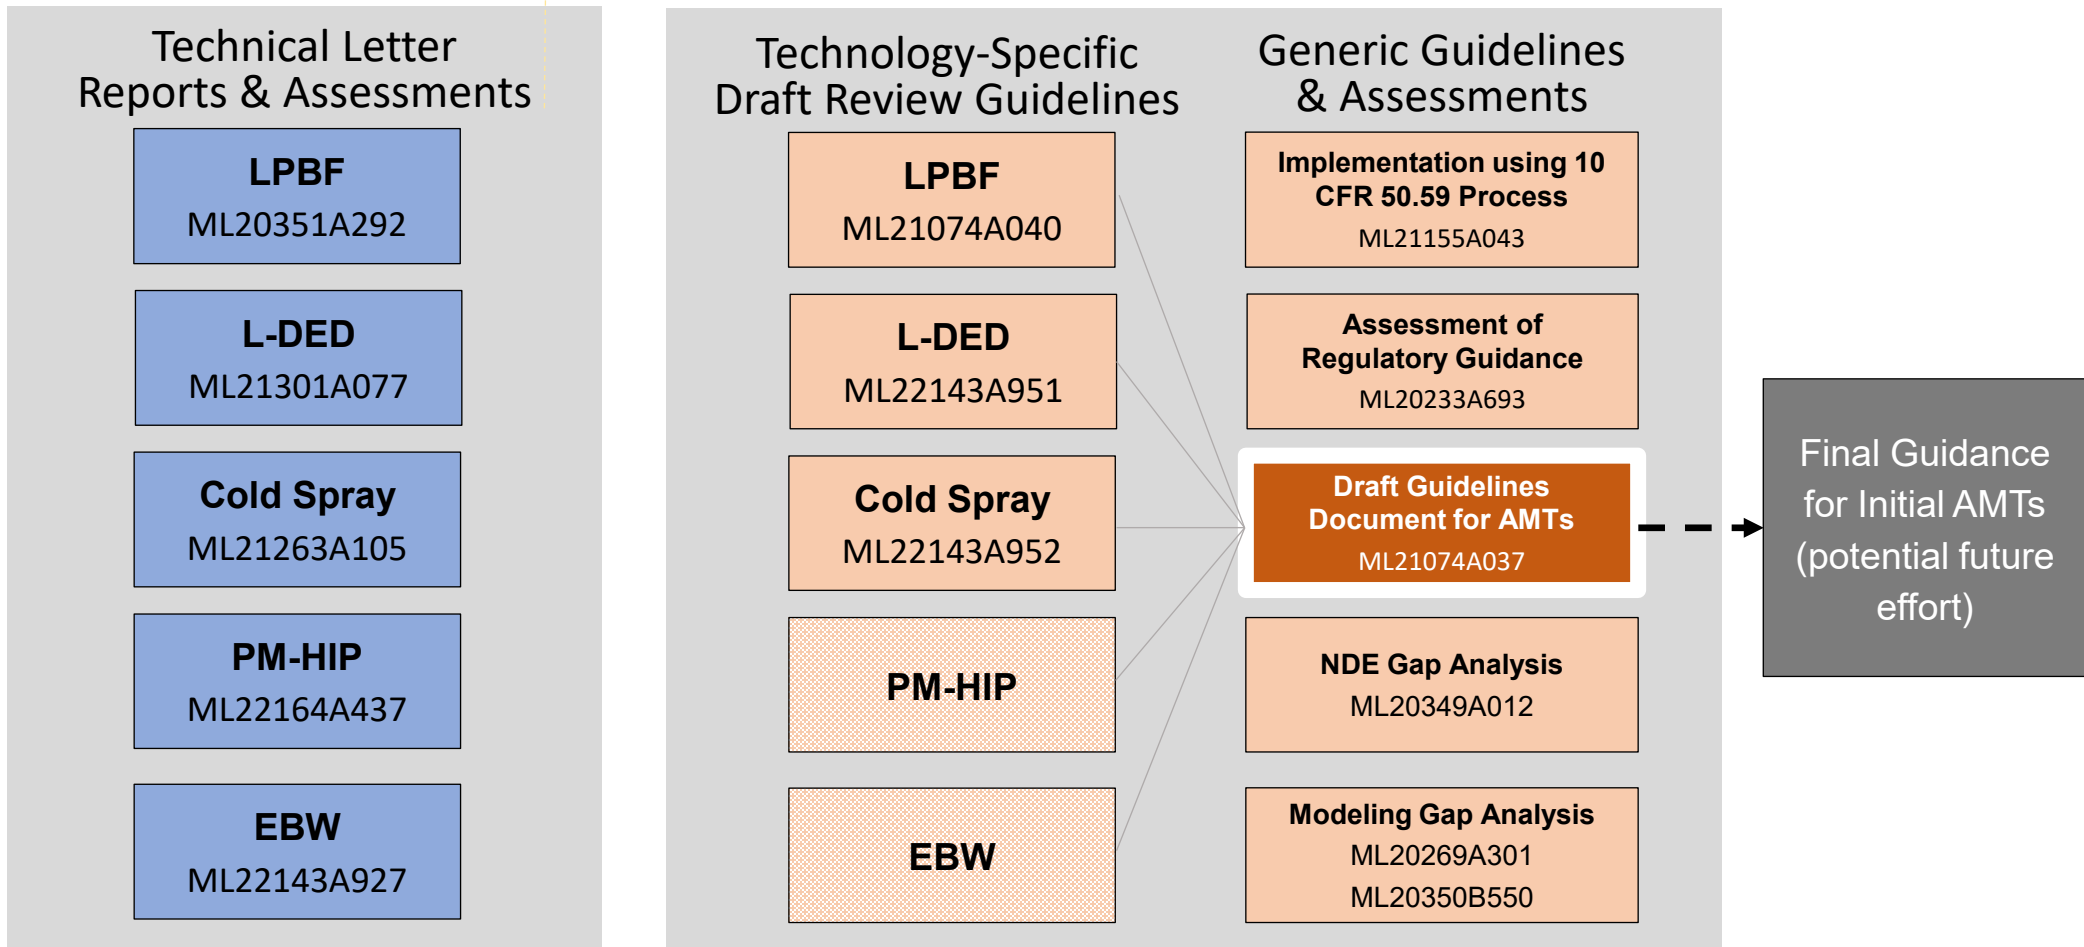 Technical Letter
Reports & Assessments
LPBF
ML20351A292
L-DED
ML21301A077
Cold Spray
ML21263A105
PM-HIP
ML22164A437
EBW
ML22143A927
Technology-Specific
Draft Review Guidelines
LPBF
ML21074A040
L-DED
ML22143A951
Cold Spray
ML22143A952
PM-HIP
EBW
Generic Guidelines
& Assessments
Implementation using 10
CFR 50.59 Process
ML21155A043
Assessment of
Regulatory Guidance
ML20233A693
Draft Guidelines
Document for AMTs
ML21074A037
NDE Gap Analysis
ML20349A012
Modeling Gap Analysis
ML20269A301
ML20350B550
Final Guidance
for Initial AMTs
(potential future
effort)